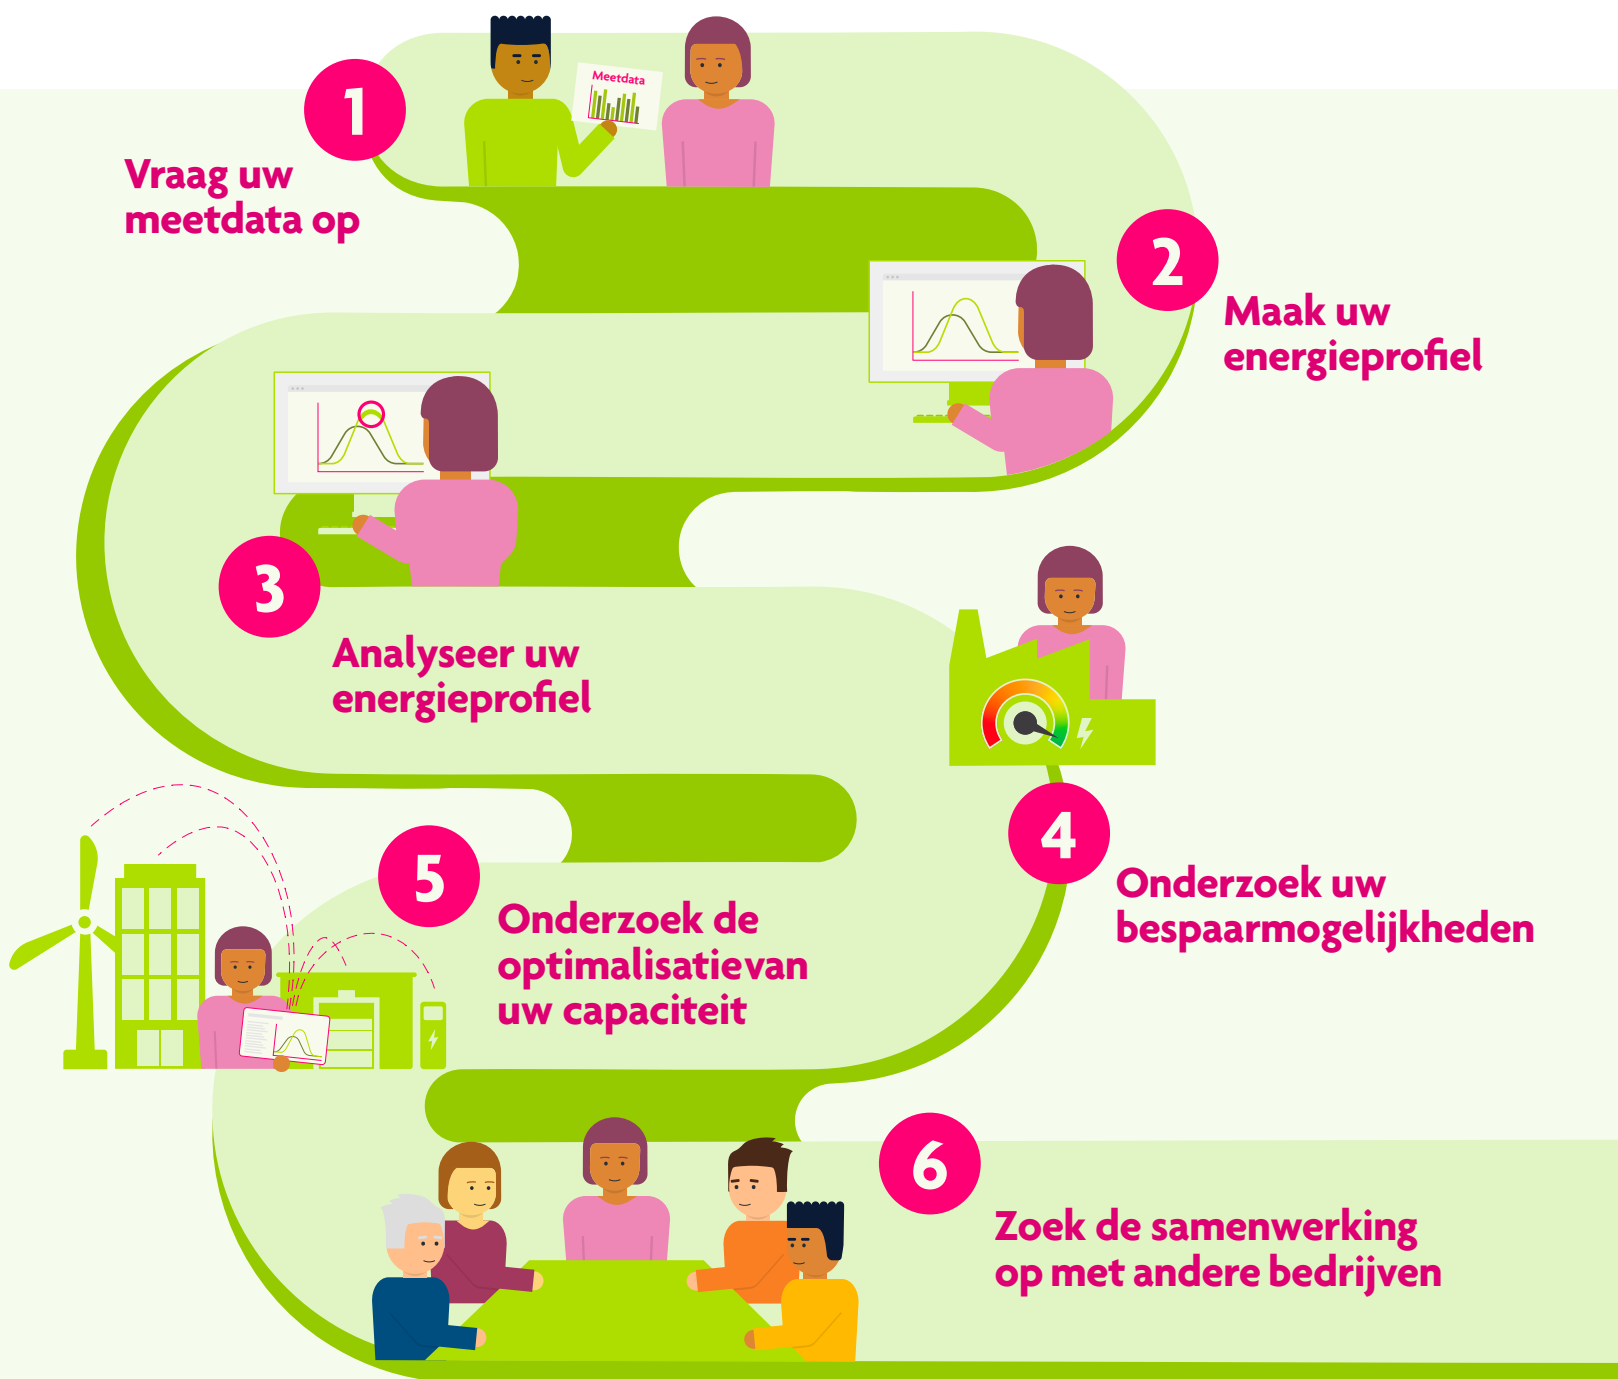 1
Meetdata
Vraag uw
meetdata op
2
Maak uw
energieprofiel
3
Analyseer uw
energieprofiel
4
Onderzoek uw
bespaarmogelijkheden
5
Onderzoek de
optimalisatievan
uw capaciteit
6
Zoek de samenwerking
op met andere bedrijven